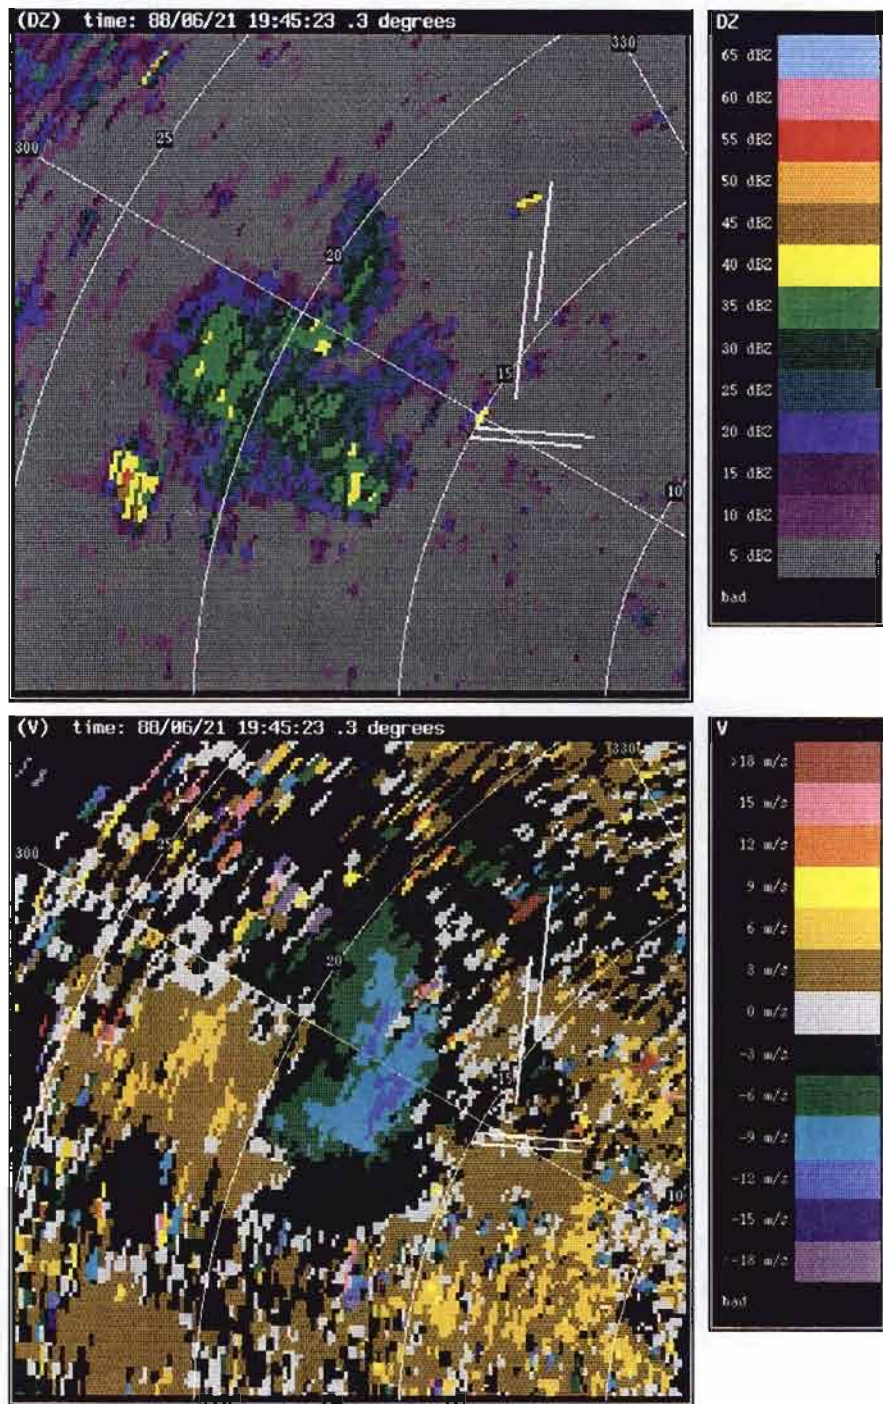 (DZ) time: 88/06/21 19:45:23 .3 degrees
330
25
300
20
15
10
DZ
65 dBZ
60 dBZ
55 dBZ
50 dBZ
45 dBZ
40 dBZ
35 dBZ
30 dBZ
25 dBZ
20 dBZ
15 dBZ
10 dBZ
5 dBZ
bad
(V) time: 88/06/21 19:45:23 .3 degrees
330
25
300
20
15
10
V
>18 m/s
15 m/s
12 m/s
9 m/s
6 m/s
3 m/s
0 m/s
-3 m/s
-6 m/s
-9 m/s
-12 m/s
-15 m/s
<-18 m/s
bad